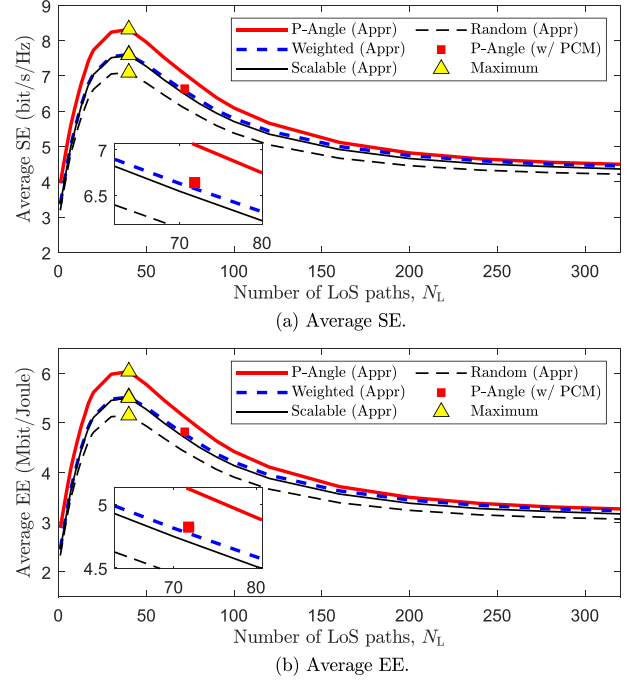 9
8
7
6
5
4
3
2
Average SE (bit/s/Hz)
P-Angle (Appr)
Weighted (Appr)
Scalable (Appr)
Random (Appr)
P-Angle (w/ PCM)
Maximum
7
6.5
70
80
0
50
100
150
200
250
300
Number of LoS paths, N_L
(a) Average SE.
6
5
4
3
2
Average EE (Mbit/Joule)
P-Angle (Appr)
Weighted (Appr)
Scalable (Appr)
Random (Appr)
P-Angle (w/ PCM)
Maximum
5
4.5
70
80
0
50
100
150
200
250
300
Number of LoS paths, N_L
(b) Average EE.